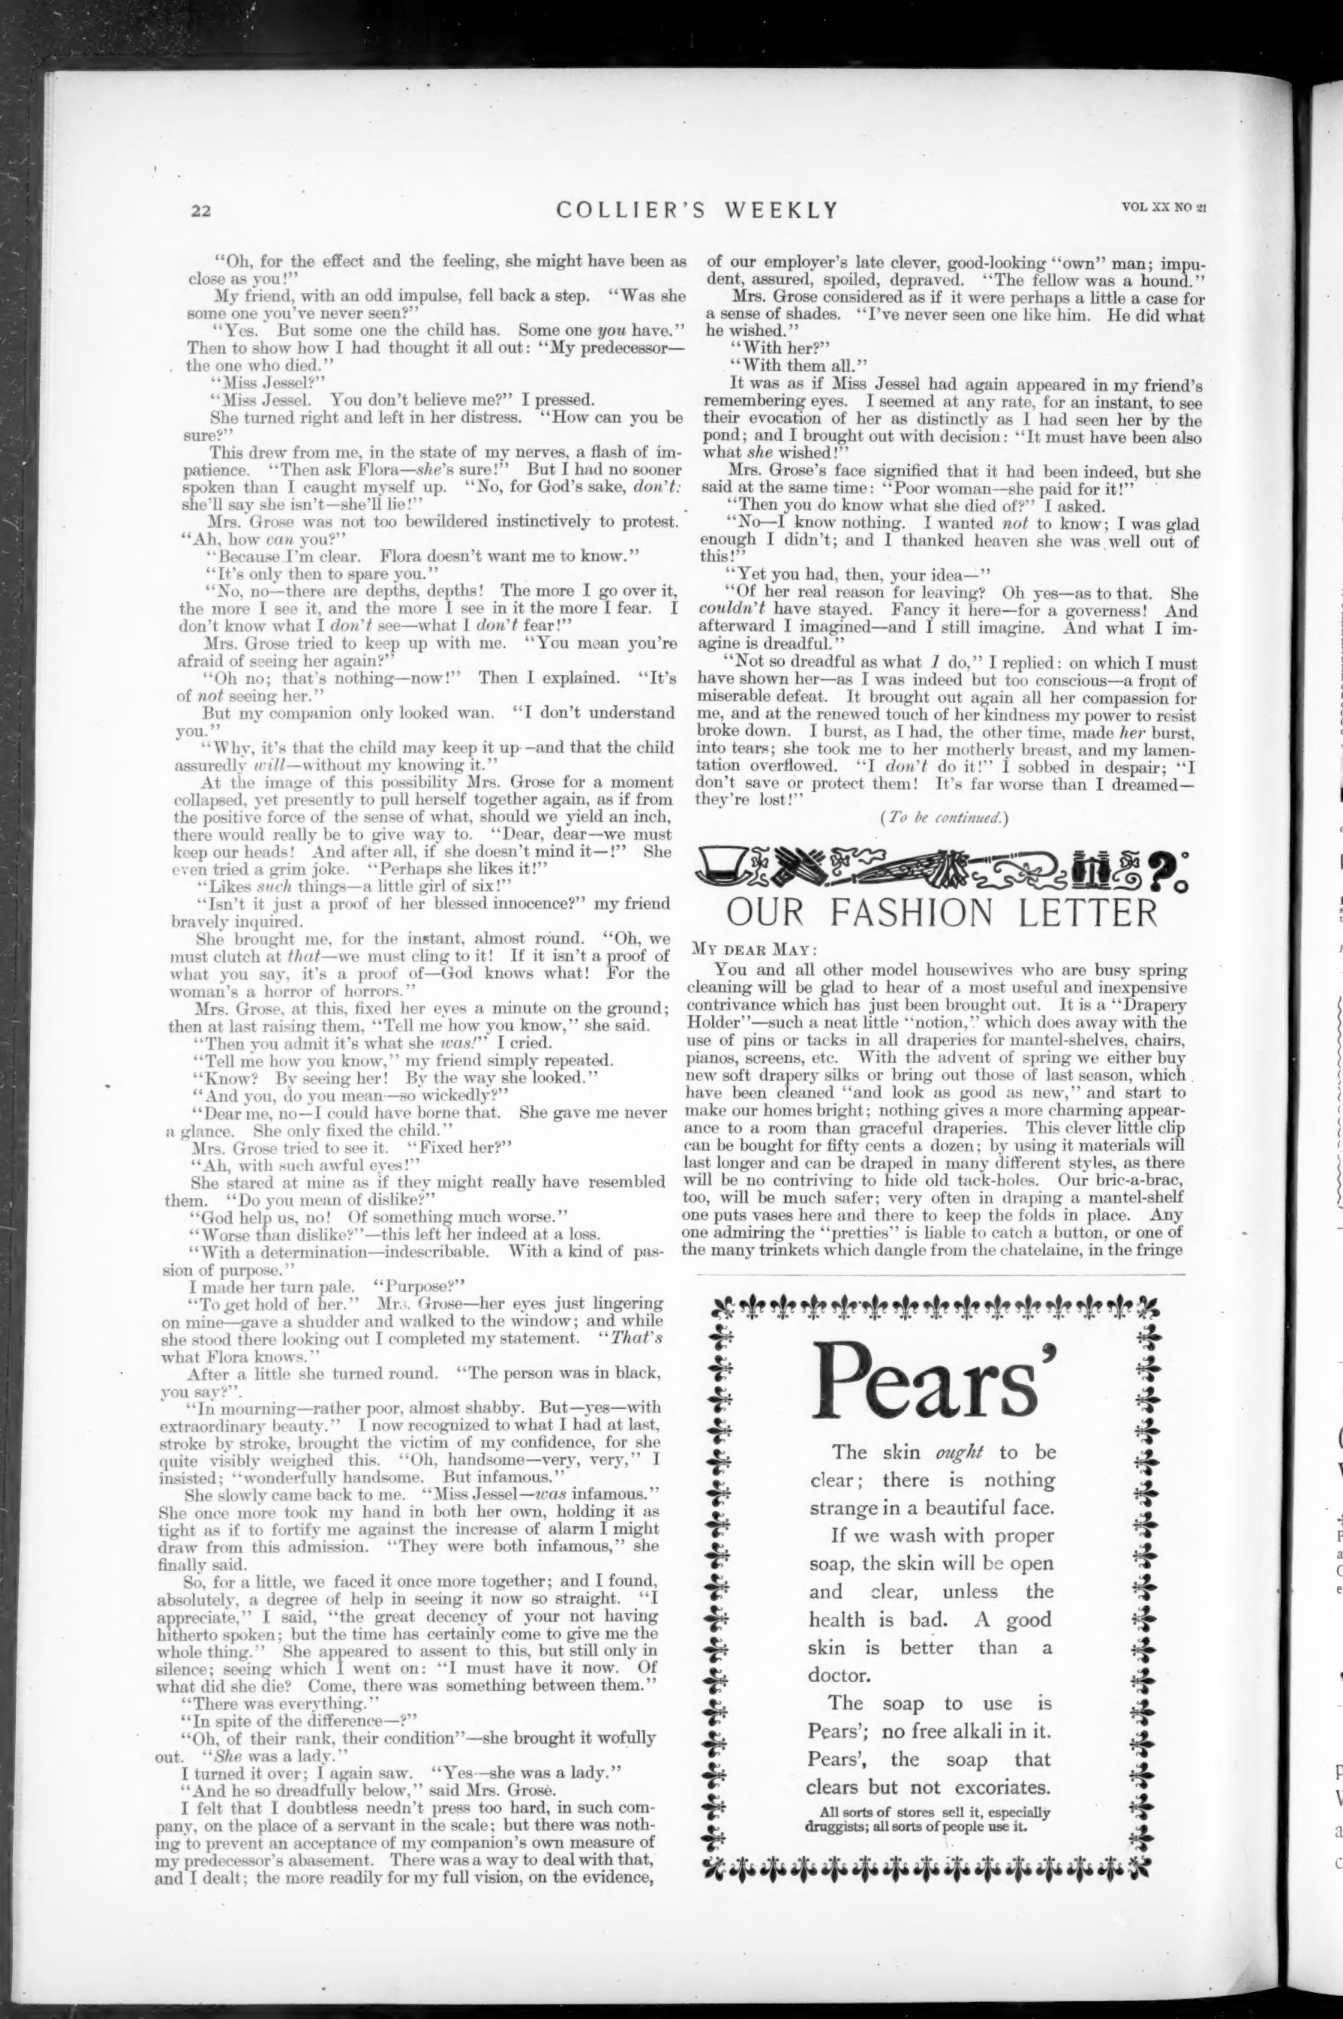 22
COLLIER'S WEEKLY
VOL XX NO 21
"Oh, for the effect and the feeling, she might have been as
close as you!"
My friend, with an odd impulse, fell back a step. "Was she
some one you've never seen?"
"Yes. But some one the child has. Some one you have."
Then to show how I had thought it all out: "My predecessor—
the one who died."
"Miss Jessel?"
"Miss Jessel. You don't believe me?" I pressed.
She turned right and left in her distress. "How can you be
sure?"
This drew from me, in the state of my nerves, a flash of im-
patience. "Then ask Flora—she's sure!" But I had no sooner
spoken than I caught myself up. "No, for God's sake, don't:
she'll say she isn't—she'll lie!"
Mrs. Grose was not too bewildered instinctively to protest.
"Ah, how can you?"
"Because I'm clear. Flora doesn't want me to know."
"It's only then to spare you."
"No, no—there are depths, depths! The more I go over it,
the more I see it, and the more I see in it the more I fear. I
don't know what I don't see—what I don't fear!"
Mrs. Grose tried to keep up with me. "You mean you're
afraid of seeing her again?"
"Oh no; that's nothing—now!" Then I explained. "It's
of not seeing her."
But my companion only looked wan. "I don't understand
you."
"Why, it's that the child may keep it up—and that the child
assuredly will—without my knowing it."
At the image of this possibility Mrs. Grose for a moment
collapsed, yet presently to pull herself together again, as if from
the positive force of the sense of what, should we yield an inch,
there would really be to give way to. "Dear, dear—we must
keep our heads! And after all, if she doesn't mind it—!" She
even tried a grim joke. "Perhaps she likes it!"
"Likes such things—a little girl of six!"
"Isn't it just a proof of her blessed innocence?" my friend
bravely inquired.
She brought me, for the instant, almost round. "Oh, we
must clutch at that—we must cling to it! If it isn't a proof of
what you say, it's a proof of—God knows what! For the
woman's a horror of horrors."
Mrs. Grose, at this, fixed her eyes a minute on the ground;
then at last raising them, "Tell me how you know," she said.
"Then you admit it's what she was!" I cried.
"Tell me how you know," my friend simply repeated.
"Know? By seeing her! By the way she looked."
"And you, do you mean—so wickedly?"
"Dear me, no—I could have borne that. She gave me never
a glance. She only fixed the child."
Mrs. Grose tried to see it. "Fixed her?"
"Ah, with such awful eyes!"
She stared at mine as if they might really have resembled
them. "Do you mean of dislike?"
"God help us, no! Of something much worse."
"Worse than dislike?"—this left her indeed at a loss.
"With a determination—indescribable. With a kind of pas-
sion of purpose."
I made her turn pale. "Purpose?"
"To get hold of her." Mrs. Grose—her eyes just lingering
on mine—gave a shudder and walked to the window; and while
she stood there looking out I completed my statement. "That's
what Flora knows."
After a little she turned round. "The person was in black,
you say?".
"In mourning—rather poor, almost shabby. But—yes—with
extraordinary beauty." I now recognized to what I had at last,
stroke by stroke, brought the victim of my confidence, for she
quite visibly weighed this. "Oh, handsome—very, very," I
insisted; "wonderfully handsome. But infamous."
She slowly came back to me. "Miss Jessel—was infamous."
She once more took my hand in both her own, holding it as
tight as if to fortify me against the increase of alarm I might
draw from this admission. "They were both infamous," she
finally said.
So, for a little, we faced it once more together; and I found,
absolutely, a degree of help in seeing it now so straight. "I
appreciate," I said, "the great decency of your not having
hitherto spoken; but the time has certainly come to give me the
whole thing." She appeared to assent to this, but still only in
silence; seeing which I went on: "I must have it now. Of
what did she die? Come, there was something between them."
"There was everything."
"In spite of the difference—?"
"Oh, of their rank, their condition"—she brought it wofully
out. "She was a lady."
I turned it over; I again saw. "Yes—she was a lady."
"And he so dreadfully below," said Mrs. Grose.
I felt that I doubtless needn't press too hard, in such com-
pany, on the place of a servant in the scale; but there was noth-
ing to prevent an acceptance of my companion's own measure of
my predecessor's abasement. There was a way to deal with that,
and I dealt; the more readily for my full vision, on the evidence,
of our employer's late clever, good-looking "own" man; impu-
dent, assured, spoiled, depraved. "The fellow was a hound."
Mrs. Grose considered as if it were perhaps a little a case for
a sense of shades. "I've never seen one like him. He did what
he wished."
"With her?"
"With them all."
It was as if Miss Jessel had again appeared in my friend's
remembering eyes. I seemed at any rate, for an instant, to see
their evocation of her as distinctly as I had seen her by the
pond; and I brought out with decision: "It must have been also
what she wished!"
Mrs. Grose's face signified that it had been indeed, but she
said at the same time: "Poor woman—she paid for it!"
"Then you do know what she died of?" I asked.
"No—I know nothing. I wanted not to know; I was glad
enough I didn't; and I thanked heaven she was well out of
this!"
"Yet you had, then, your idea—"
"Of her real reason for leaving? Oh yes—as to that. She
couldn't have stayed. Fancy it here—for a governess! And
afterward I imagined—and I still imagine. And what I im-
agine is dreadful."
"Not so dreadful as what I do," I replied: on which I must
have shown her—as I was indeed but too conscious—a front of
miserable defeat. It brought out again all her compassion for
me, and at the renewed touch of her kindness my power to resist
broke down. I burst, as I had, the other time, made her burst,
into tears; she took me to her motherly breast, and my lamen-
tation overflowed. "I don't do it!" I sobbed in despair; "I
don't save or protect them! It's far worse than I dreamed—
they're lost!"
(To be continued.)
OUR FASHION LETTER
MY DEAR MAY:
You and all other model housewives who are busy spring
cleaning will be glad to hear of a most useful and inexpensive
contrivance which has just been brought out. It is a "Drapery
Holder"—such a neat little "notion," which does away with the
use of pins or tacks in all draperies for mantel-shelves, chairs,
pianos, screens, etc. With the advent of spring we either buy
new soft drapery silks or bring out those of last season, which
have been cleaned "and look as good as new," and start to
make our homes bright; nothing gives a more charming appear-
ance to a room than graceful draperies. This clever little clip
can be bought for fifty cents a dozen; by using it materials will
last longer and can be draped in many different styles, as there
will be no contriving to hide old tack-holes. Our bric-a-brac,
too, will be much safer; very often in draping a mantel-shelf
one puts vases here and there to keep the folds in place. Any
one admiring the "pretties" is liable to catch a button, or one of
the many trinkets which dangle from the chatelaine, in the fringe
Pears'
The skin ought to be
clear; there is nothing
strange in a beautiful face.
If we wash with proper
soap, the skin will be open
and clear, unless the
health is bad. A good
skin is better than a
doctor.
The soap to use is
Pears'; no free alkali in it.
Pears', the soap that
clears but not excoriates.
All sorts of stores sell it, especially
druggists; all sorts of people use it.